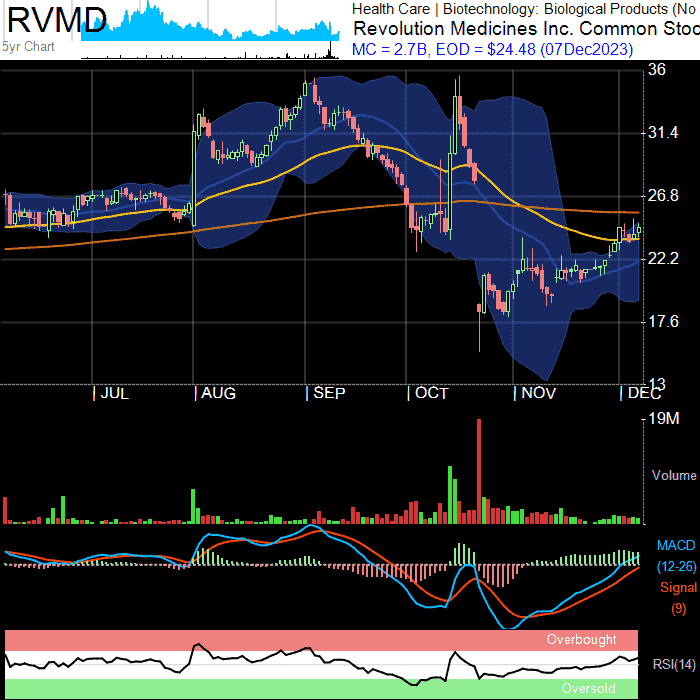 RVMD
5yr Chart
Health Care | Biotechnology: Biological Products (No
Revolution Medicines Inc. Common Stoc
MC = 2.7B, EOD = $24.48 (07Dec2023)
36
31.4
26.8
22.2
17.6
13
JUL
AUG
SEP
OCT
NOV
DEC
19M
Volume
MACD
(12-26)
Signal
(9)
Overbought
RSI(14)
Oversold